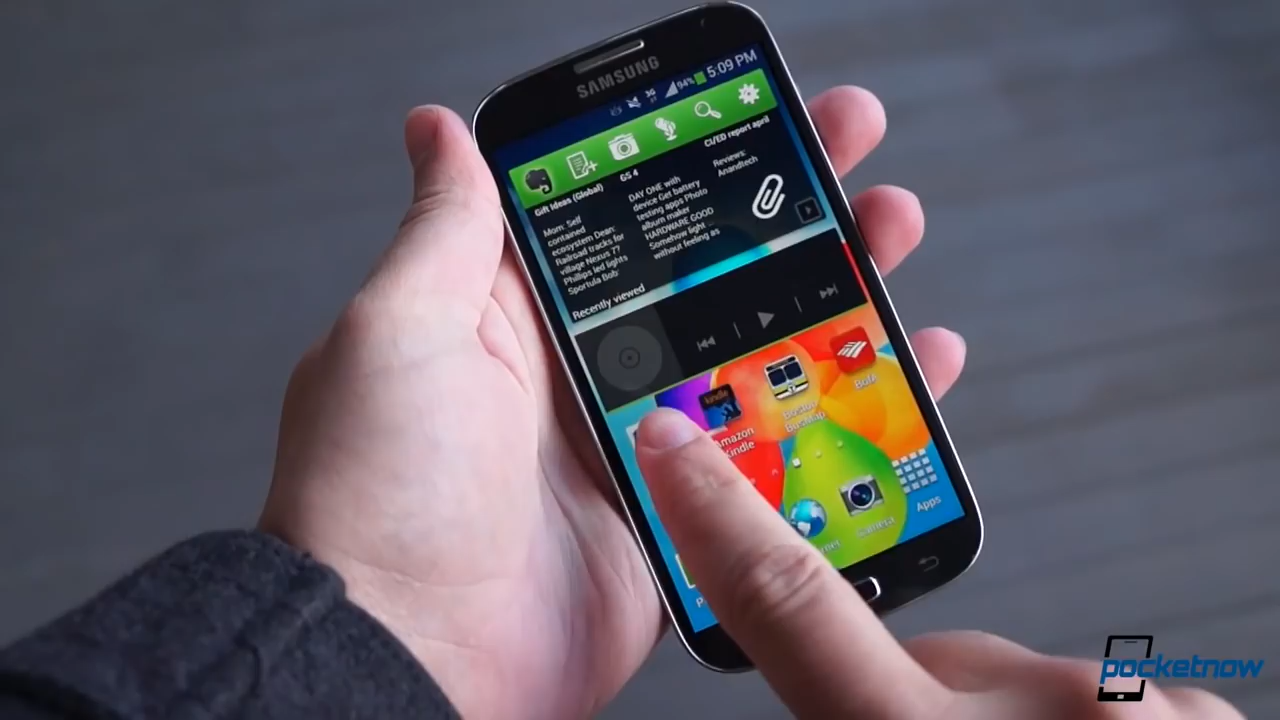 SAMSUNG
94% 5:09 PM
Gift Ideas (Global)
Mom: Self
contained
ecosystem Dean:
Railroad tracks for
village Nexus 7?
Phillips led lights
Sportula Bob'
GS 4
DAY ONE with
device Get battery
testing apps Photo
album maker
HARDWARE GOOD
Somehow light ...
without feeling as
CI/ED report april
Reviews:
Anandtech
Recently viewed
kindle
Amazon
Kindle
Boston
BusMap
BofA
Camera
Apps
pocketnow